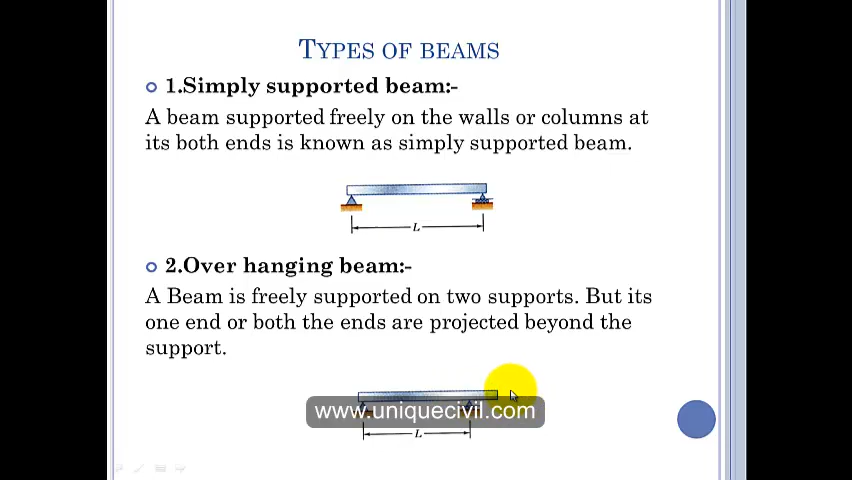 TYPES OF BEAMS
1.Simply supported beam:-
A beam supported freely on the walls or columns at
its both ends is known as simply supported beam.
L
2.Over hanging beam:-
A Beam is freely supported on two supports. But its
one end or both the ends are projected beyond the
support.
www.uniquecivil.com
L